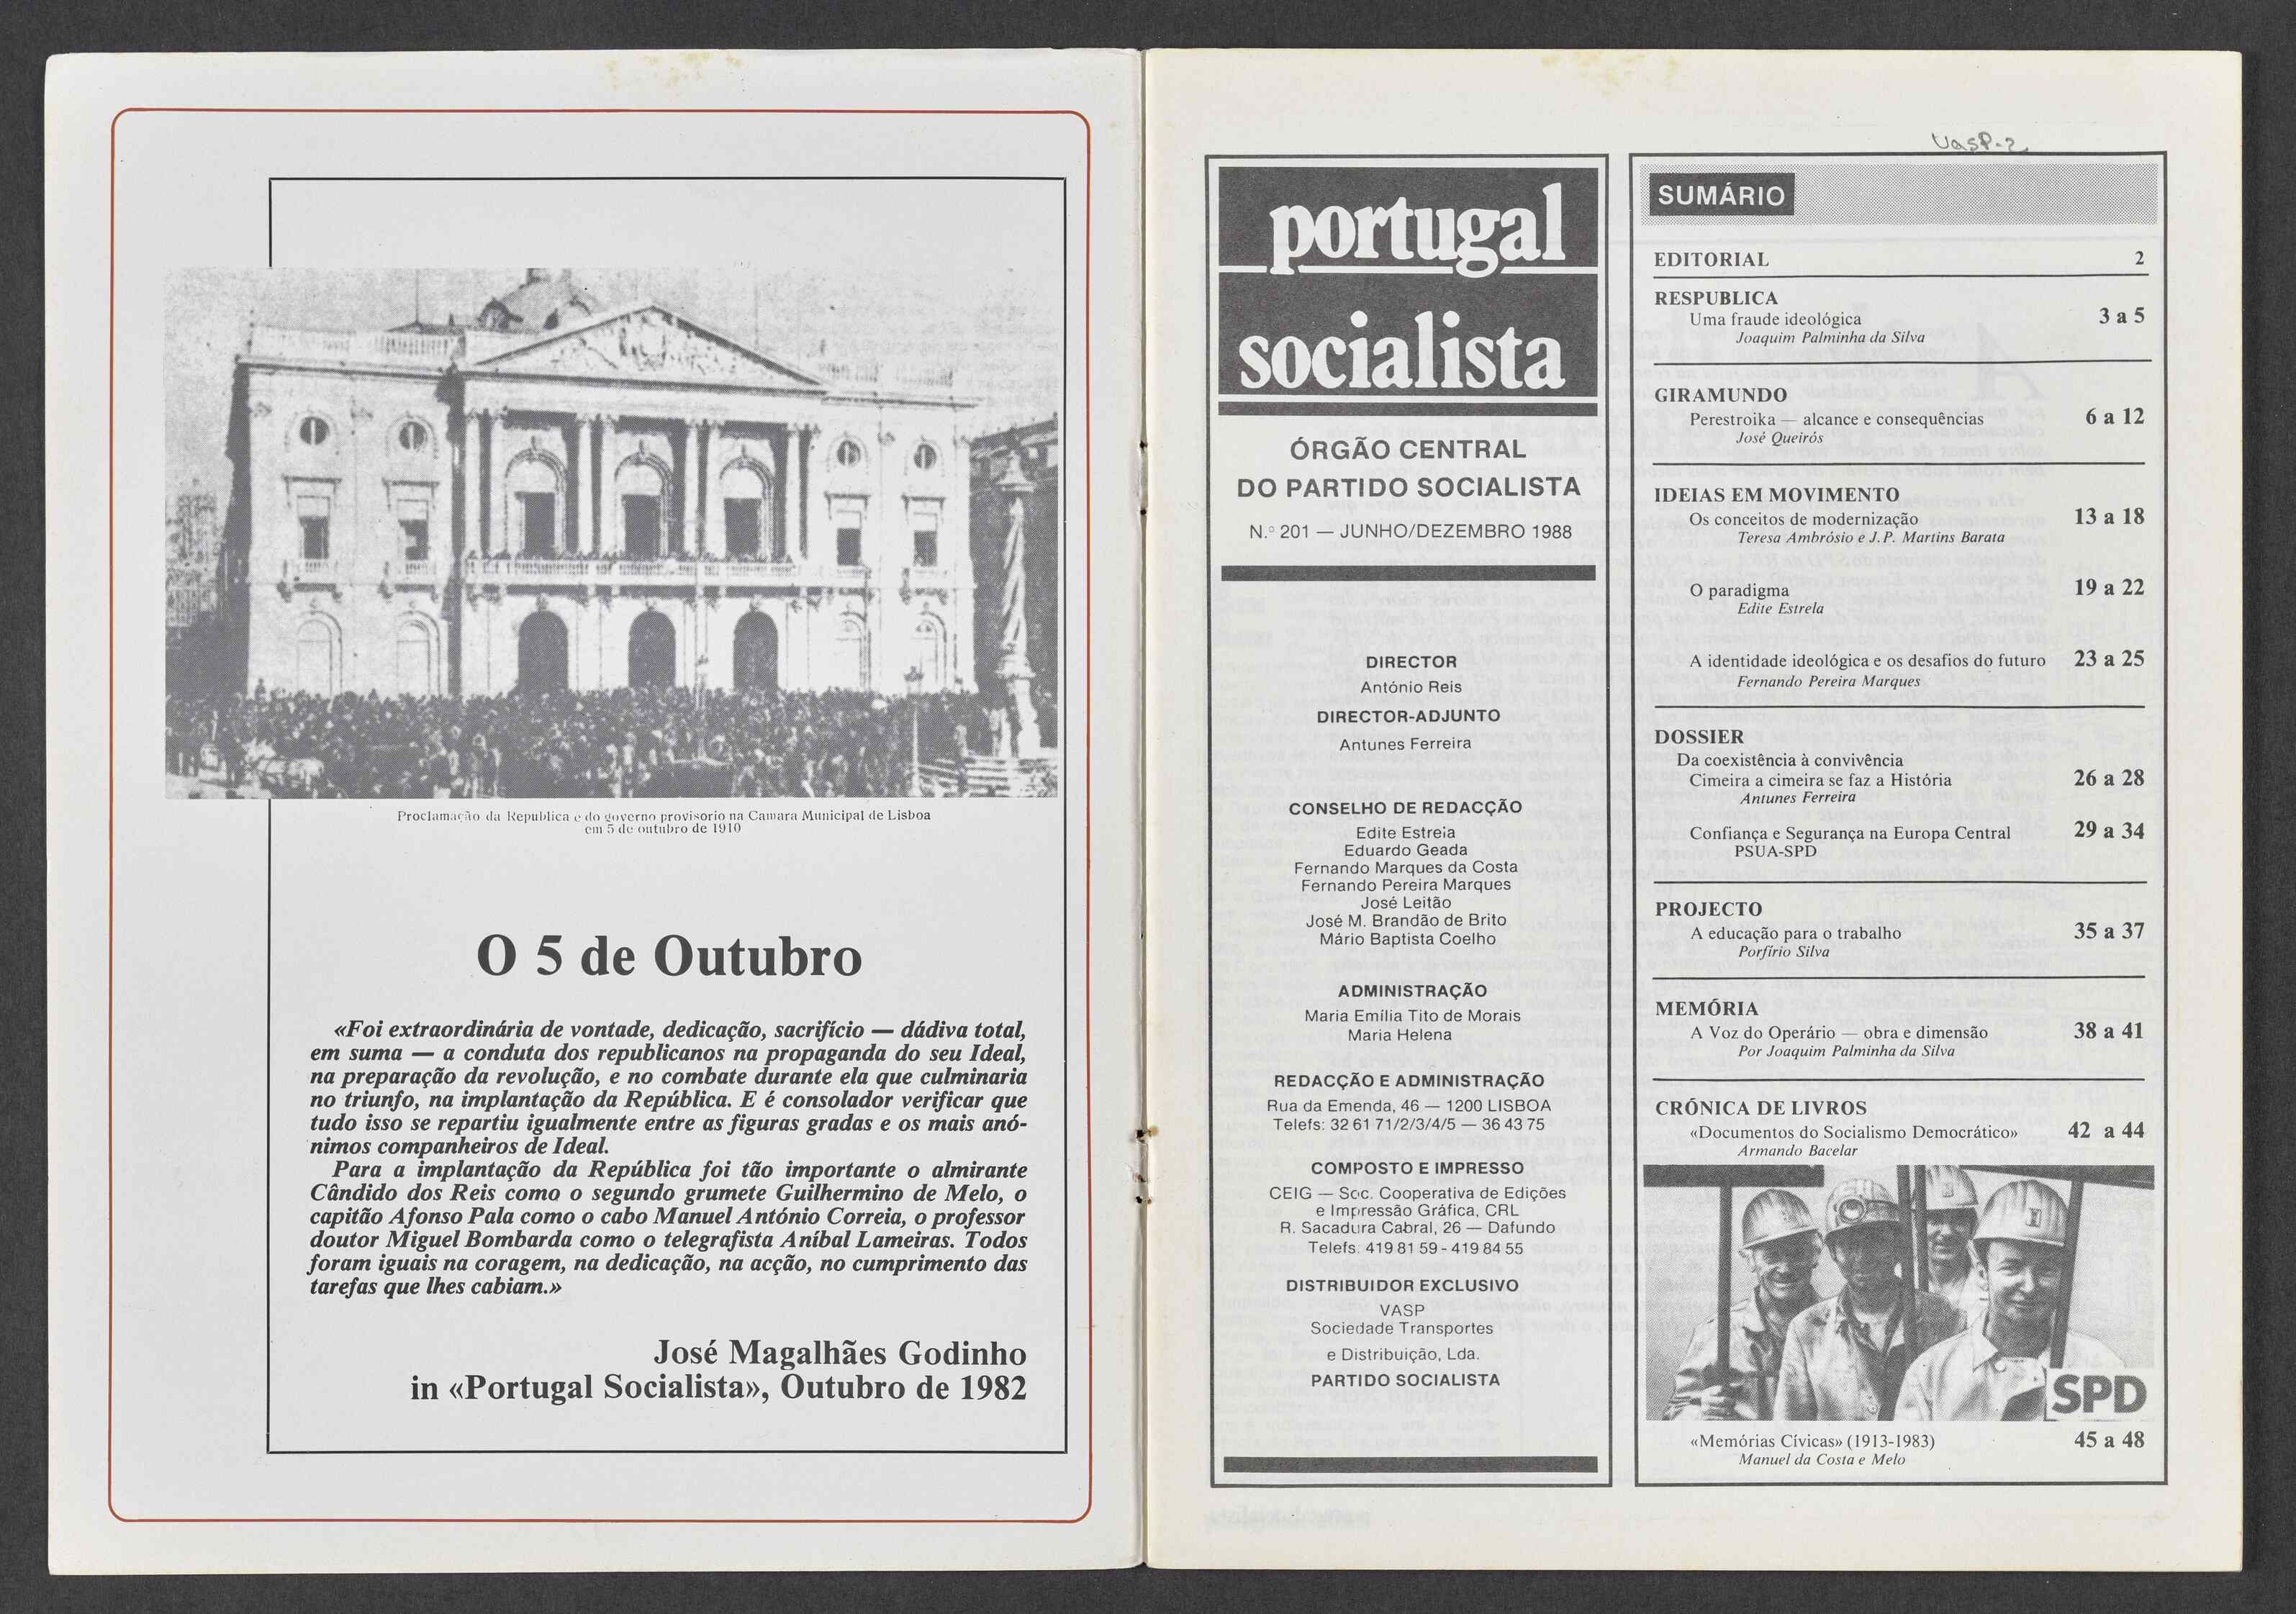 Proclamação da Republica e do governo provisorio na Camara Municipal de Lisboa
em 5 de outubro de 1910
O 5 de Outubro
«Foi extraordinária de vontade, dedicação, sacrifício — dádiva total,
em suma — a conduta dos republicanos na propaganda do seu Ideal,
na preparação da revolução, e no combate durante ela que culminaria
no triunfo, na implantação da República. E é consolador verificar que
tudo isso se repartiu igualmente entre as figuras gradas e os mais anó-
nimos companheiros de Ideal.
Para a implantação da República foi tão importante o almirante
Cândido dos Reis como o segundo grumete Guilhermino de Melo, o
capitão Afonso Pala como o cabo Manuel António Correia, o professor
doutor Miguel Bombarda como o telegrafista Aníbal Lameiras. Todos
foram iguais na coragem, na dedicação, na acção, no cumprimento das
tarefas que lhes cabiam.»
José Magalhães Godinho
in «Portugal Socialista», Outubro de 1982
VasP-2
portugal
socialista
ÓRGÃO CENTRAL
DO PARTIDO SOCIALISTA
N.º 201 — JUNHO/DEZEMBRO 1988
DIRECTOR
António Reis
DIRECTOR-ADJUNTO
Antunes Ferreira
CONSELHO DE REDACÇÃO
Edite Estrela
Eduardo Geada
Fernando Marques da Costa
Fernando Pereira Marques
José Leitão
José M. Brandão de Brito
Mário Baptista Coelho
ADMINISTRAÇÃO
Maria Emília Tito de Morais
Maria Helena
REDACÇÃO E ADMINISTRAÇÃO
Rua da Emenda, 46 — 1200 LISBOA
Telefs: 32 61 71/2/3/4/5 — 36 43 75
COMPOSTO E IMPRESSO
CEIG — Soc. Cooperativa de Edições
e Impressão Gráfica, CRL
R. Sacadura Cabral, 26 — Dafundo
Telefs. 419 81 59 - 419 84 55
DISTRIBUIDOR EXCLUSIVO
VASP
Sociedade Transportes
e Distribuição, Lda.
PARTIDO SOCIALISTA
SUMÁRIO
EDITORIAL 2
RESPUBLICA
Uma fraude ideológica 3 a 5
Joaquim Palminha da Silva
GIRAMUNDO
Perestroika — alcance e consequências 6 a 12
José Queirós
IDEIAS EM MOVIMENTO
Os conceitos de modernização 13 a 18
Teresa Ambrósio e J. P. Martins Barata
O paradigma 19 a 22
Edite Estrela
A identidade ideológica e os desafios do futuro 23 a 25
Fernando Pereira Marques
DOSSIER
Da coexistência à convivência
Cimeira a cimeira se faz a História 26 a 28
Antunes Ferreira
Confiança e Segurança na Europa Central 29 a 34
PSUA-SPD
PROJECTO
A educação para o trabalho 35 a 37
Porfírio Silva
MEMÓRIA
A Voz do Operário — obra e dimensão 38 a 41
Por Joaquim Palminha da Silva
CRÓNICA DE LIVROS
«Documentos do Socialismo Democrático» 42 a 44
Armando Bacelar
SPD
«Memórias Cívicas» (1913-1983) 45 a 48
Manuel da Costa e Melo